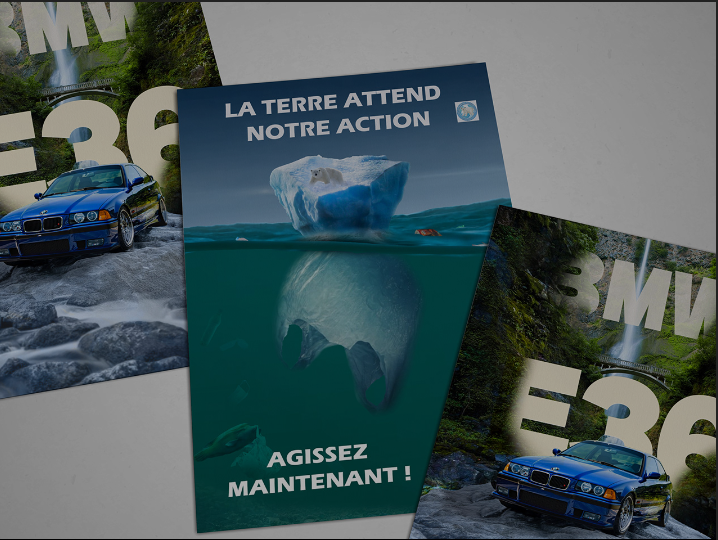 BMW
E36
LA TERRE ATTEND
NOTRE ACTION
AGISSEZ
MAINTENANT !
BMW
E36